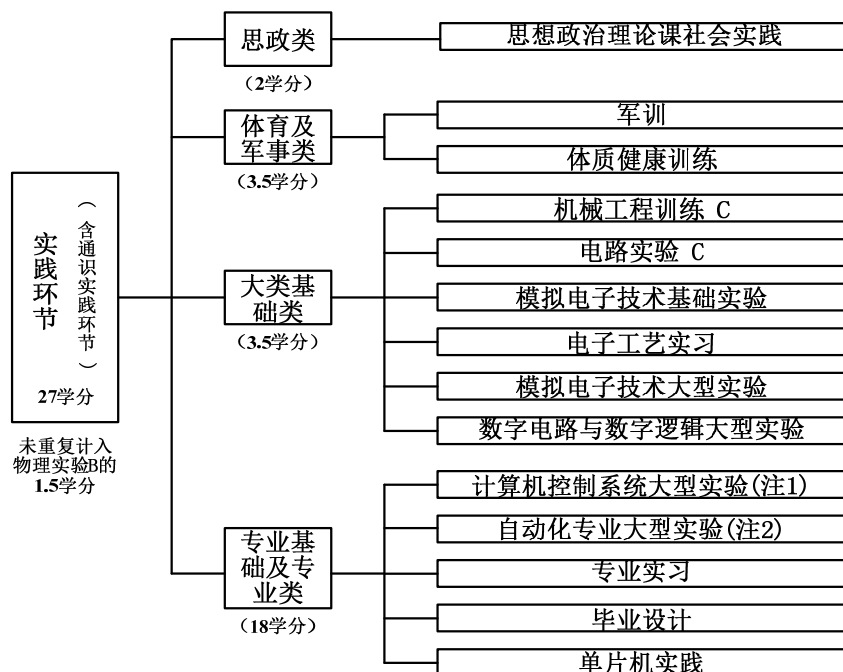 实践环节
（含通识实践环节）
27学分
未重复计入
物理实验B的
1.5学分
思政类
（2学分）
思想政治理论课社会实践
体育及
军事类
（3.5学分）
军训
体质健康训练
大类基
础类
（3.5学分）
机械工程训练 C
电路实验 C
模拟电子技术基础实验
电子工艺实习
模拟电子技术大型实验
数字电路与数字逻辑大型实验
专业基
础及专
业类
（18学分）
计算机控制系统大型实验(注1)
自动化专业大型实验(注2)
专业实习
毕业设计
单片机实践